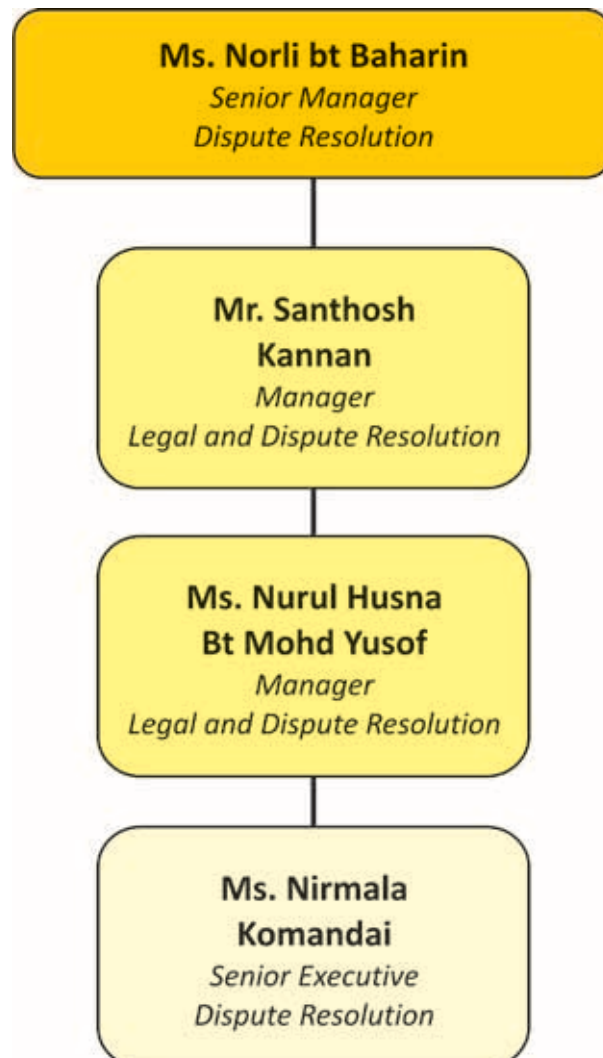 Ms. Norli bt Baharin
Senior Manager
Dispute Resolution
Mr. Santhosh
Kannan
Manager
Legal and Dispute Resolution
Ms. Nurul Husna
Bt Mohd Yusof
Manager
Legal and Dispute Resolution
Ms. Nirmala
Komandai
Senior Executive
Dispute Resolution